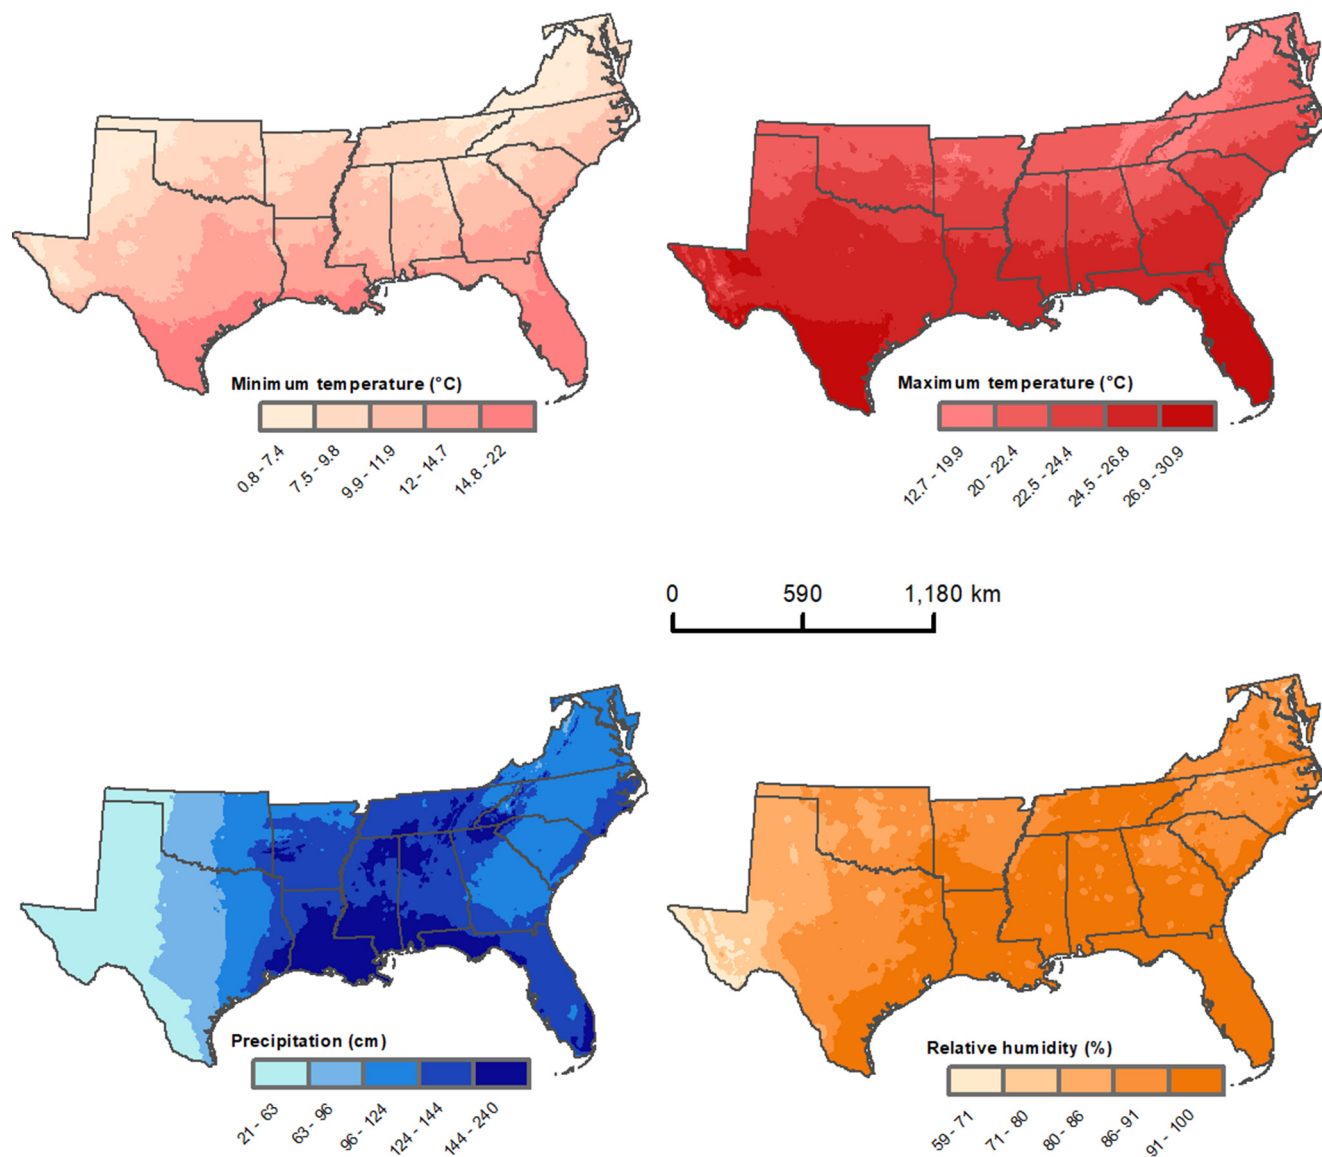 Minimum temperature (°C)
0.8 - 7.4
7.5 - 9.8
9.9 - 11.9
12 - 14.7
14.8 - 22
Maximum temperature (°C)
12.7 - 19.9
20 - 22.4
22.5 - 24.4
24.5 - 26.8
26.9 - 30.9
0 590 1,180 km
Precipitation (cm)
21 - 63
63 - 96
96 - 124
124 - 144
144 - 240
Relative humidity (%)
59 - 71
71 - 80
80 - 86
86 - 91
91 - 100